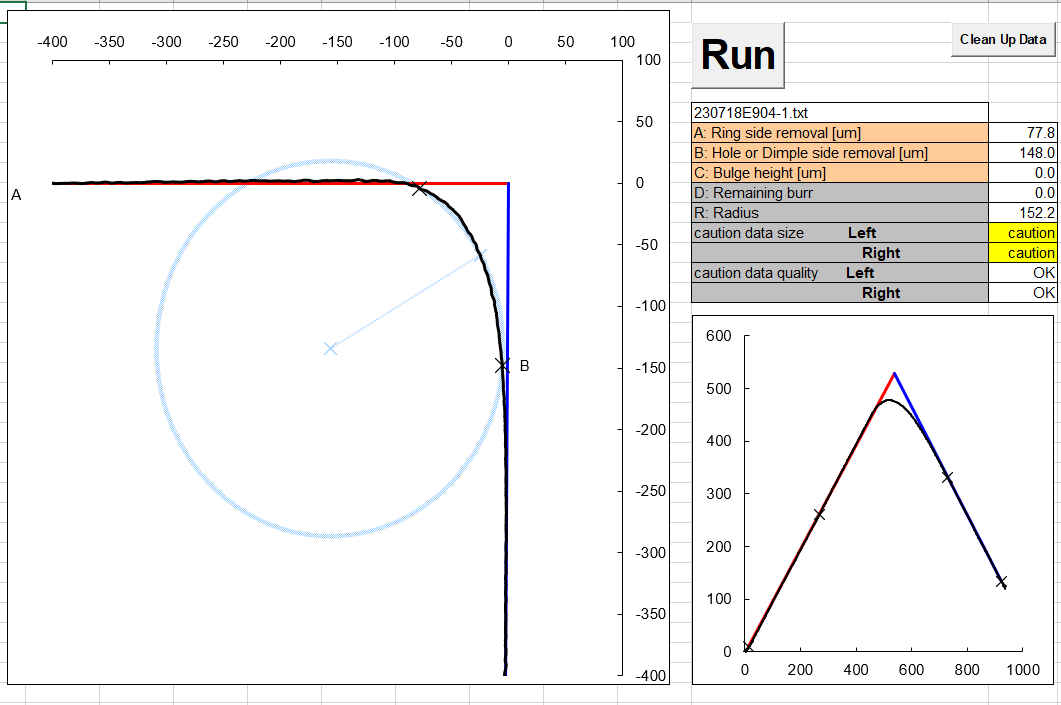 -400 -350 -300 -250 -200 -150 -100 -50 0 50 100
100
50
0
-50
-100
-150
-200
-250
-300
-350
-400
A
B
Run
Clean Up Data
230718E904-1.txt
A: Ring side removal [um] 77.8
B: Hole or Dimple side removal [um] 148.0
C: Bulge height [um] 0.0
D: Remaining burr 0.0
R: Radius 152.2
caution data size Left caution
Right caution
caution data quality Left OK
Right OK
600
500
400
300
200
100
0
0 200 400 600 800 1000